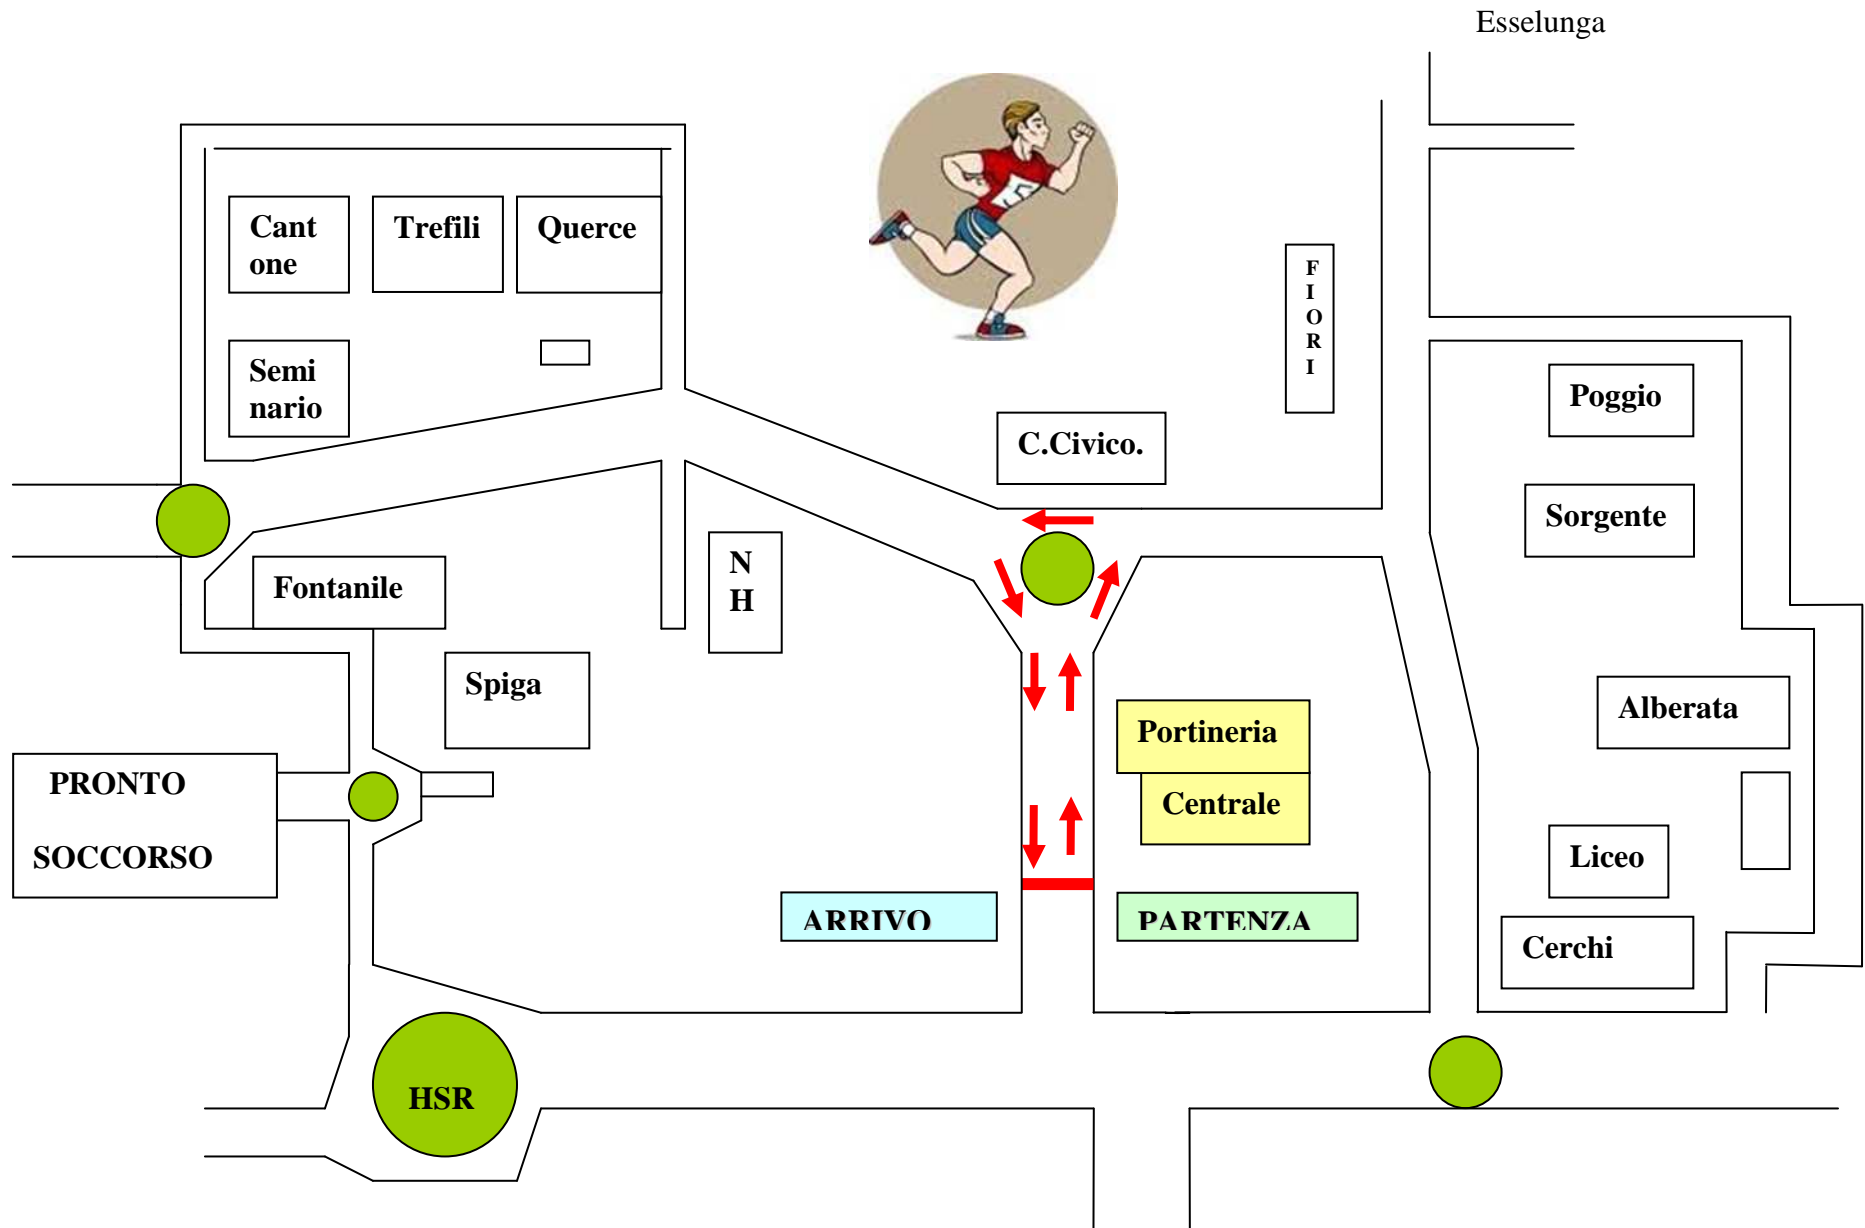 Esselunga
Cant
one
Trefili
Querce
F
I
O
R
I
Semi
nario
Poggio
C.Civico.
Sorgente
N
H
Fontanile
Spiga
Alberata
Portineria
Centrale
PRONTO
SOCCORSO
Liceo
ARRIVO
PARTENZA
Cerchi
HSR